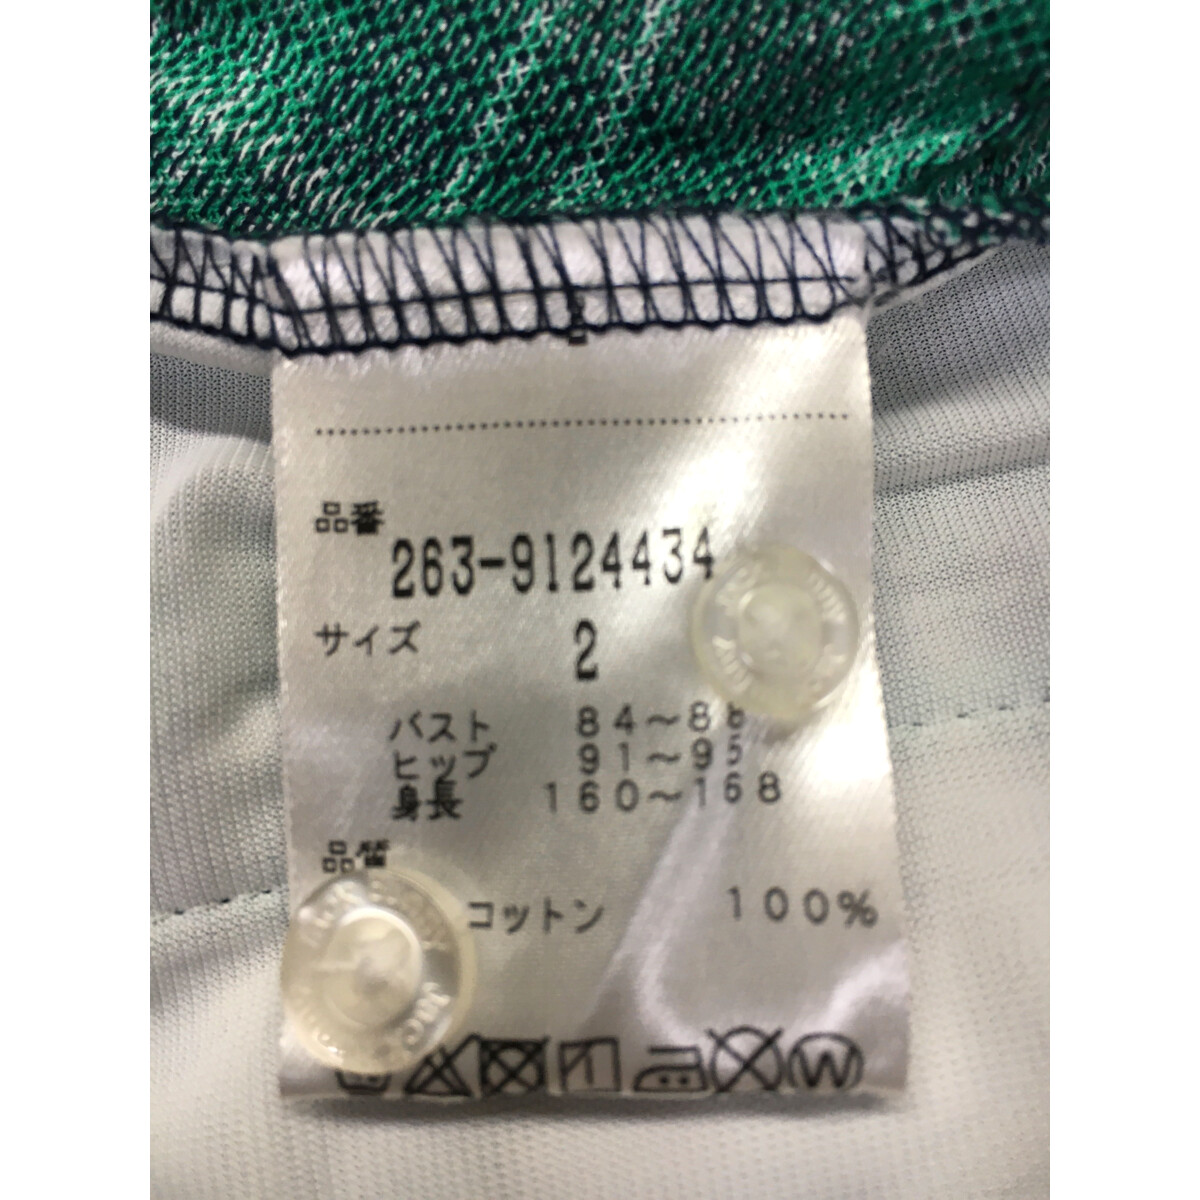 品番
263-9124434
サイズ 2
バスト 84～88
ヒップ 91～95
身長 160～168
品質
コットン 100%
W